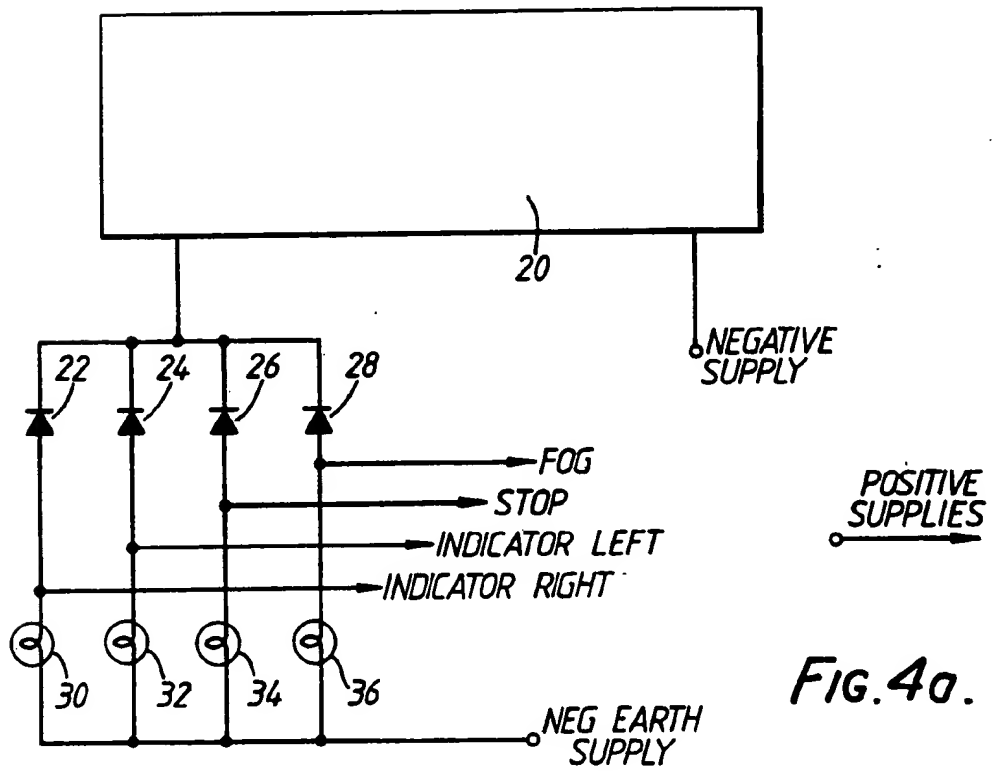 20
NEGATIVE
SUPPLY
22
24
26
28
FOG
STOP
INDICATOR LEFT
INDICATOR RIGHT
POSITIVE
SUPPLIES
30
32
34
36
NEG EARTH
SUPPLY
FIG.4a.